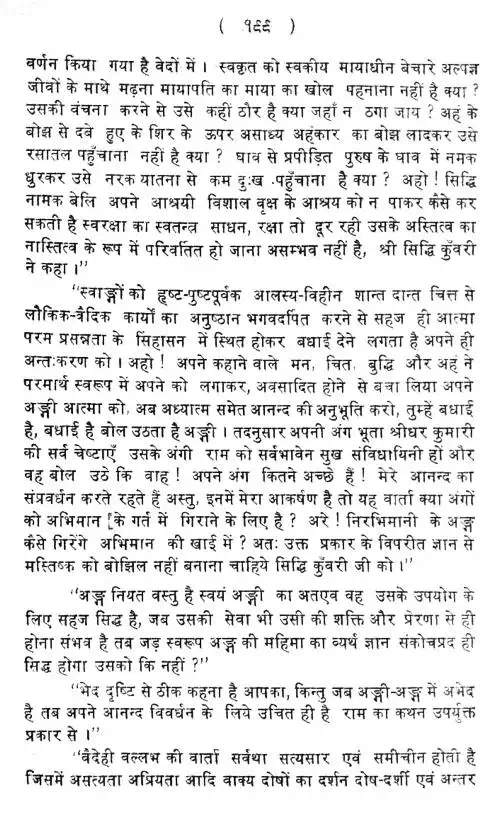 ( १९९ )
वर्णन किया गया है वेदों में । स्वकृत को स्वकीय मायाधीन बेचारे अल्पज्ञ
जीवों के माथे मढ़ना मायापति का माया का खोल पहनाना नहीं है क्या ?
उसकी वंचना करने से उसे कहीं ठौर है क्या जहाँ न ठगा जाय ? अहं के
बोझ से दबे हुए के शिर के ऊपर असाध्य अहंकार का बोझ लादकर उसे
रसातल पहुँचाना नहीं है क्या ? घाव से प्रपीड़ित पुरुष के घाव में नमक
धुरकर उसे नरक यातना से कम दुःख पहुँचाना है क्या ? अहो ! सिद्धि
नामक बेलि अपने आश्रयी विशाल वृक्ष के आश्रय को न पाकर कैसे कर
सकती है स्वरक्षा का स्वतन्त्र साधन, रक्षा तो दूर रही उसके अस्तित्व का
नास्तित्व के रूप में परिवर्तित हो जाना असम्भव नहीं है, श्री सिद्धि कुँवरी
ने कहा ।"
"स्वाङ्गों को हृष्ट-पुष्टपूर्वक आलस्य-विहीन शान्त दान्त चित्त से
लौकिक-वैदिक कार्यों का अनुष्ठान भगवदर्पित करने से सहज ही आत्मा
परम प्रसन्नता के सिंहासन में स्थित होकर बधाई देने लगता है अपने ही
अन्तःकरण को । अहो ! अपने कहाने वाले मन, चित, बुद्धि और अहं ने
परमार्थ स्वरूप में अपने को लगाकर, अवसादित होने से बचा लिया अपने
अङ्गी आत्मा को, अब अध्यात्म समेत आनन्द की अनुभूति करो, तुम्हें बधाई
है, बधाई है बोल उठता है अङ्गी । तदनुसार अपनी अंग भूता श्रीधर कुमारी
की सर्व चेष्टाएँ उसके अंगी राम को सर्वभावेन सुख संविधायिनी हों और
वह बोल उठे कि वाह ! अपने अंग कितने अच्छे हैं ! मेरे आनन्द का
संप्रवर्धन करते रहते हैं अस्तु, इनमें मेरा आकर्षण है तो यह वार्ता क्या अंगों
को अभिमान [के गर्त में गिराने के लिए है ? अरे ! निरभिमानी के अङ्ग
कैसे गिरेंगे अभिमान की खाई में ? अतः उक्त प्रकार के विपरीत ज्ञान से
मस्तिष्क को बोझिल नहीं बनाना चाहिये सिद्धि कुँवरी जी को ।"
"अङ्ग नियत वस्तु है स्वयं अङ्गी का अतएव वह उसके उपयोग के
लिए सहज सिद्ध है, जब उसकी सेवा भी उसी की शक्ति और प्रेरणा से ही
होना संभव है तब जड़ स्वरूप अङ्ग की महिमा का व्यर्थ ज्ञान संकोचप्रद ही
सिद्ध होगा उसको कि नहीं ?"
"भेद दृष्टि से ठीक कहना है आपका, किन्तु जब अङ्गी-अङ्ग में अभेद
है तब अपने आनन्द विवर्धन के लिये उचित ही है राम का कथन उपर्युक्त
प्रकार से ।"
"वैदेही वल्लभ की वार्ता सर्वथा सत्यसार एवं समीचीन होती है
जिसमें असत्यता अप्रियता आदि वाक्य दोषों का दर्शन दोष-दर्शी एवं अन्तर